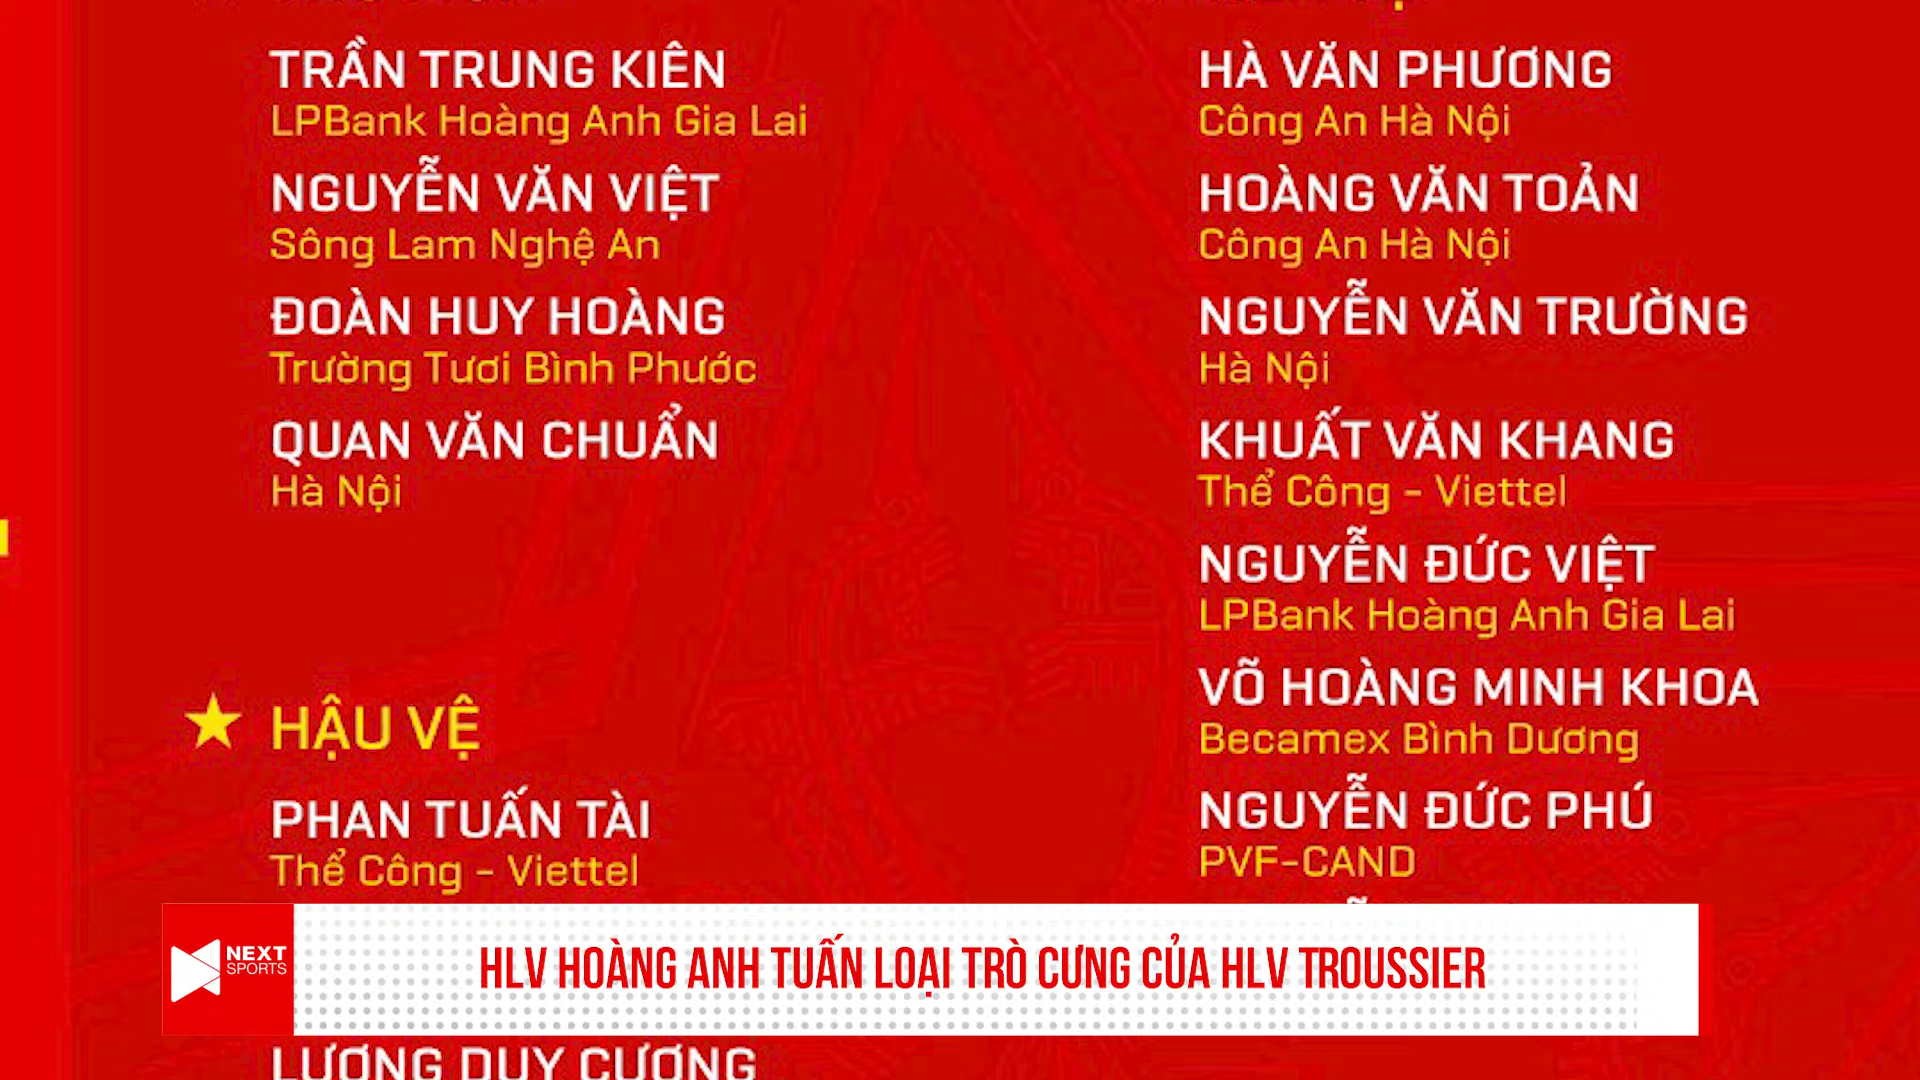 TRẦN TRUNG KIÊN
LPBank Hoàng Anh Gia Lai
NGUYỄN VĂN VIỆT
Sông Lam Nghệ An
ĐOÀN HUY HOÀNG
Trường Tươi Bình Phước
QUAN VĂN CHUẨN
Hà Nội
HẬU VỆ
PHAN TUẤN TÀI
Thể Công - Viettel
LƯƠNG DUY CƯƠNG
HÀ VĂN PHƯƠNG
Công An Hà Nội
HOÀNG VĂN TOẢN
Công An Hà Nội
NGUYỄN VĂN TRƯỜNG
Hà Nội
KHUẤT VĂN KHANG
Thể Công - Viettel
NGUYỄN ĐỨC VIỆT
LPBank Hoàng Anh Gia Lai
VÕ HOÀNG MINH KHOA
Becamex Bình Dương
NGUYỄN ĐỨC PHÚ
PVF-CAND
NEXT
SPORTS
HLV HOÀNG ANH TUẤN LOẠI TRÒ CƯNG CỦA HLV TROUSSIER